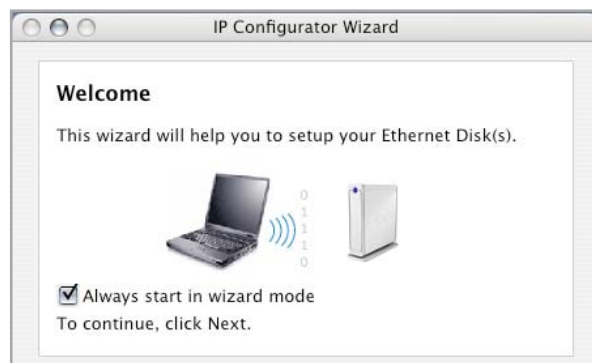 IP Configurator Wizard
Welcome
This wizard will help you to setup your Ethernet Disk(s).
0
1
1
1
0
Always start in wizard mode
To continue, click Next.